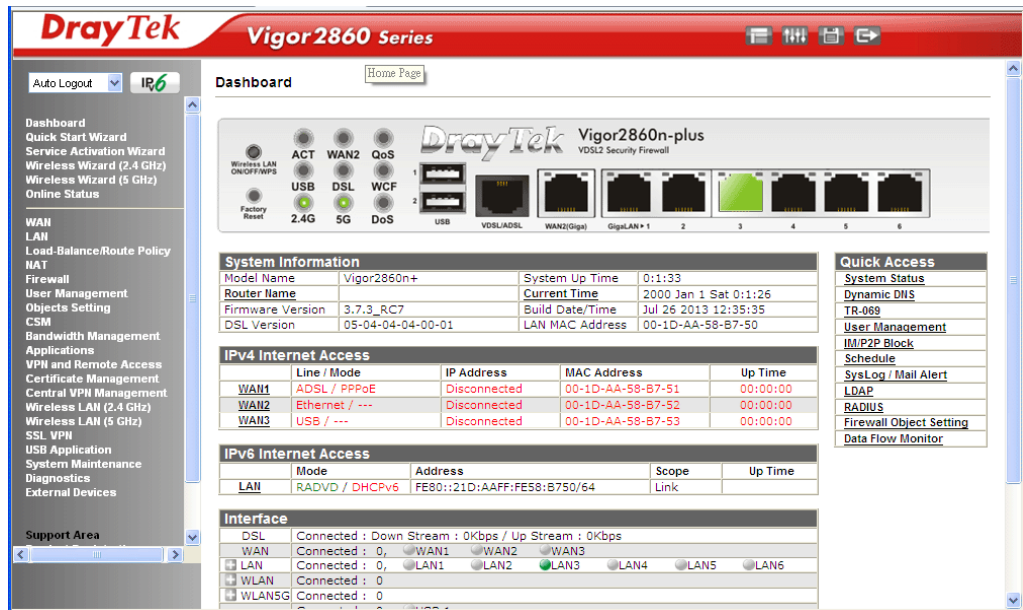 DrayTek
Vigor2860 Series
Auto Logout
IPv6
Home Page
Dashboard
Dashboard
Quick Start Wizard
Service Activation Wizard
Wireless Wizard (2.4 GHz)
Wireless Wizard (5 GHz)
Online Status
WAN
LAN
Load-Balance/Route Policy
NAT
Firewall
User Management
Objects Setting
CSM
Bandwidth Management
Applications
VPN and Remote Access
Certificate Management
Central VPN Management
Wireless LAN (2.4 GHz)
Wireless LAN (5 GHz)
SSL VPN
USB Application
System Maintenance
Diagnostics
External Devices
Support Area
Wireless LAN
ON/OFF/WPS
Factory
Reset
ACT WAN2 QoS
USB DSL WCF
2.4G 5G DoS
1
2
USB
DrayTek
Vigor2860n-plus
VDSL2 Security Firewall
VDSL/ADSL WAN2(Giga) GigaLAN 1 2 3 4 5 6
System Information
Model Name Vigor2860n+ System Up Time 0:1:33
Router Name Current Time 2000 Jan 1 Sat 0:1:26
Firmware Version 3.7.3_RC7 Build Date/Time Jul 26 2013 12:35:35
DSL Version 05-04-04-04-00-01 LAN MAC Address 00-1D-AA-58-B7-50
IPv4 Internet Access
Line / Mode IP Address MAC Address Up Time
WAN1 ADSL / PPPoE Disconnected 00-1D-AA-58-B7-51 00:00:00
WAN2 Ethernet / --- Disconnected 00-1D-AA-58-B7-52 00:00:00
WAN3 USB / --- Disconnected 00-1D-AA-58-B7-53 00:00:00
IPv6 Internet Access
Mode Address Scope Up Time
LAN RADVD / DHCPv6 FE80::21D:AAFF:FE58:B750/64 Link
Interface
DSL Connected : Down Stream : 0Kbps / Up Stream : 0Kbps
WAN Connected : 0, WAN1 WAN2 WAN3
LAN Connected : 0, LAN1 LAN2 LAN3 LAN4 LAN5 LAN6
WLAN Connected : 0
WLAN5G Connected : 0
Quick Access
System Status
Dynamic DNS
TR-069
User Management
IM/P2P Block
Schedule
SysLog / Mail Alert
LDAP
RADIUS
Firewall Object Setting
Data Flow Monitor